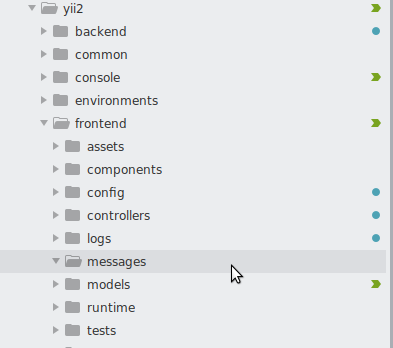 yii2
backend
common
console
environments
frontend
assets
components
config
controllers
logs
messages
models
runtime
tests